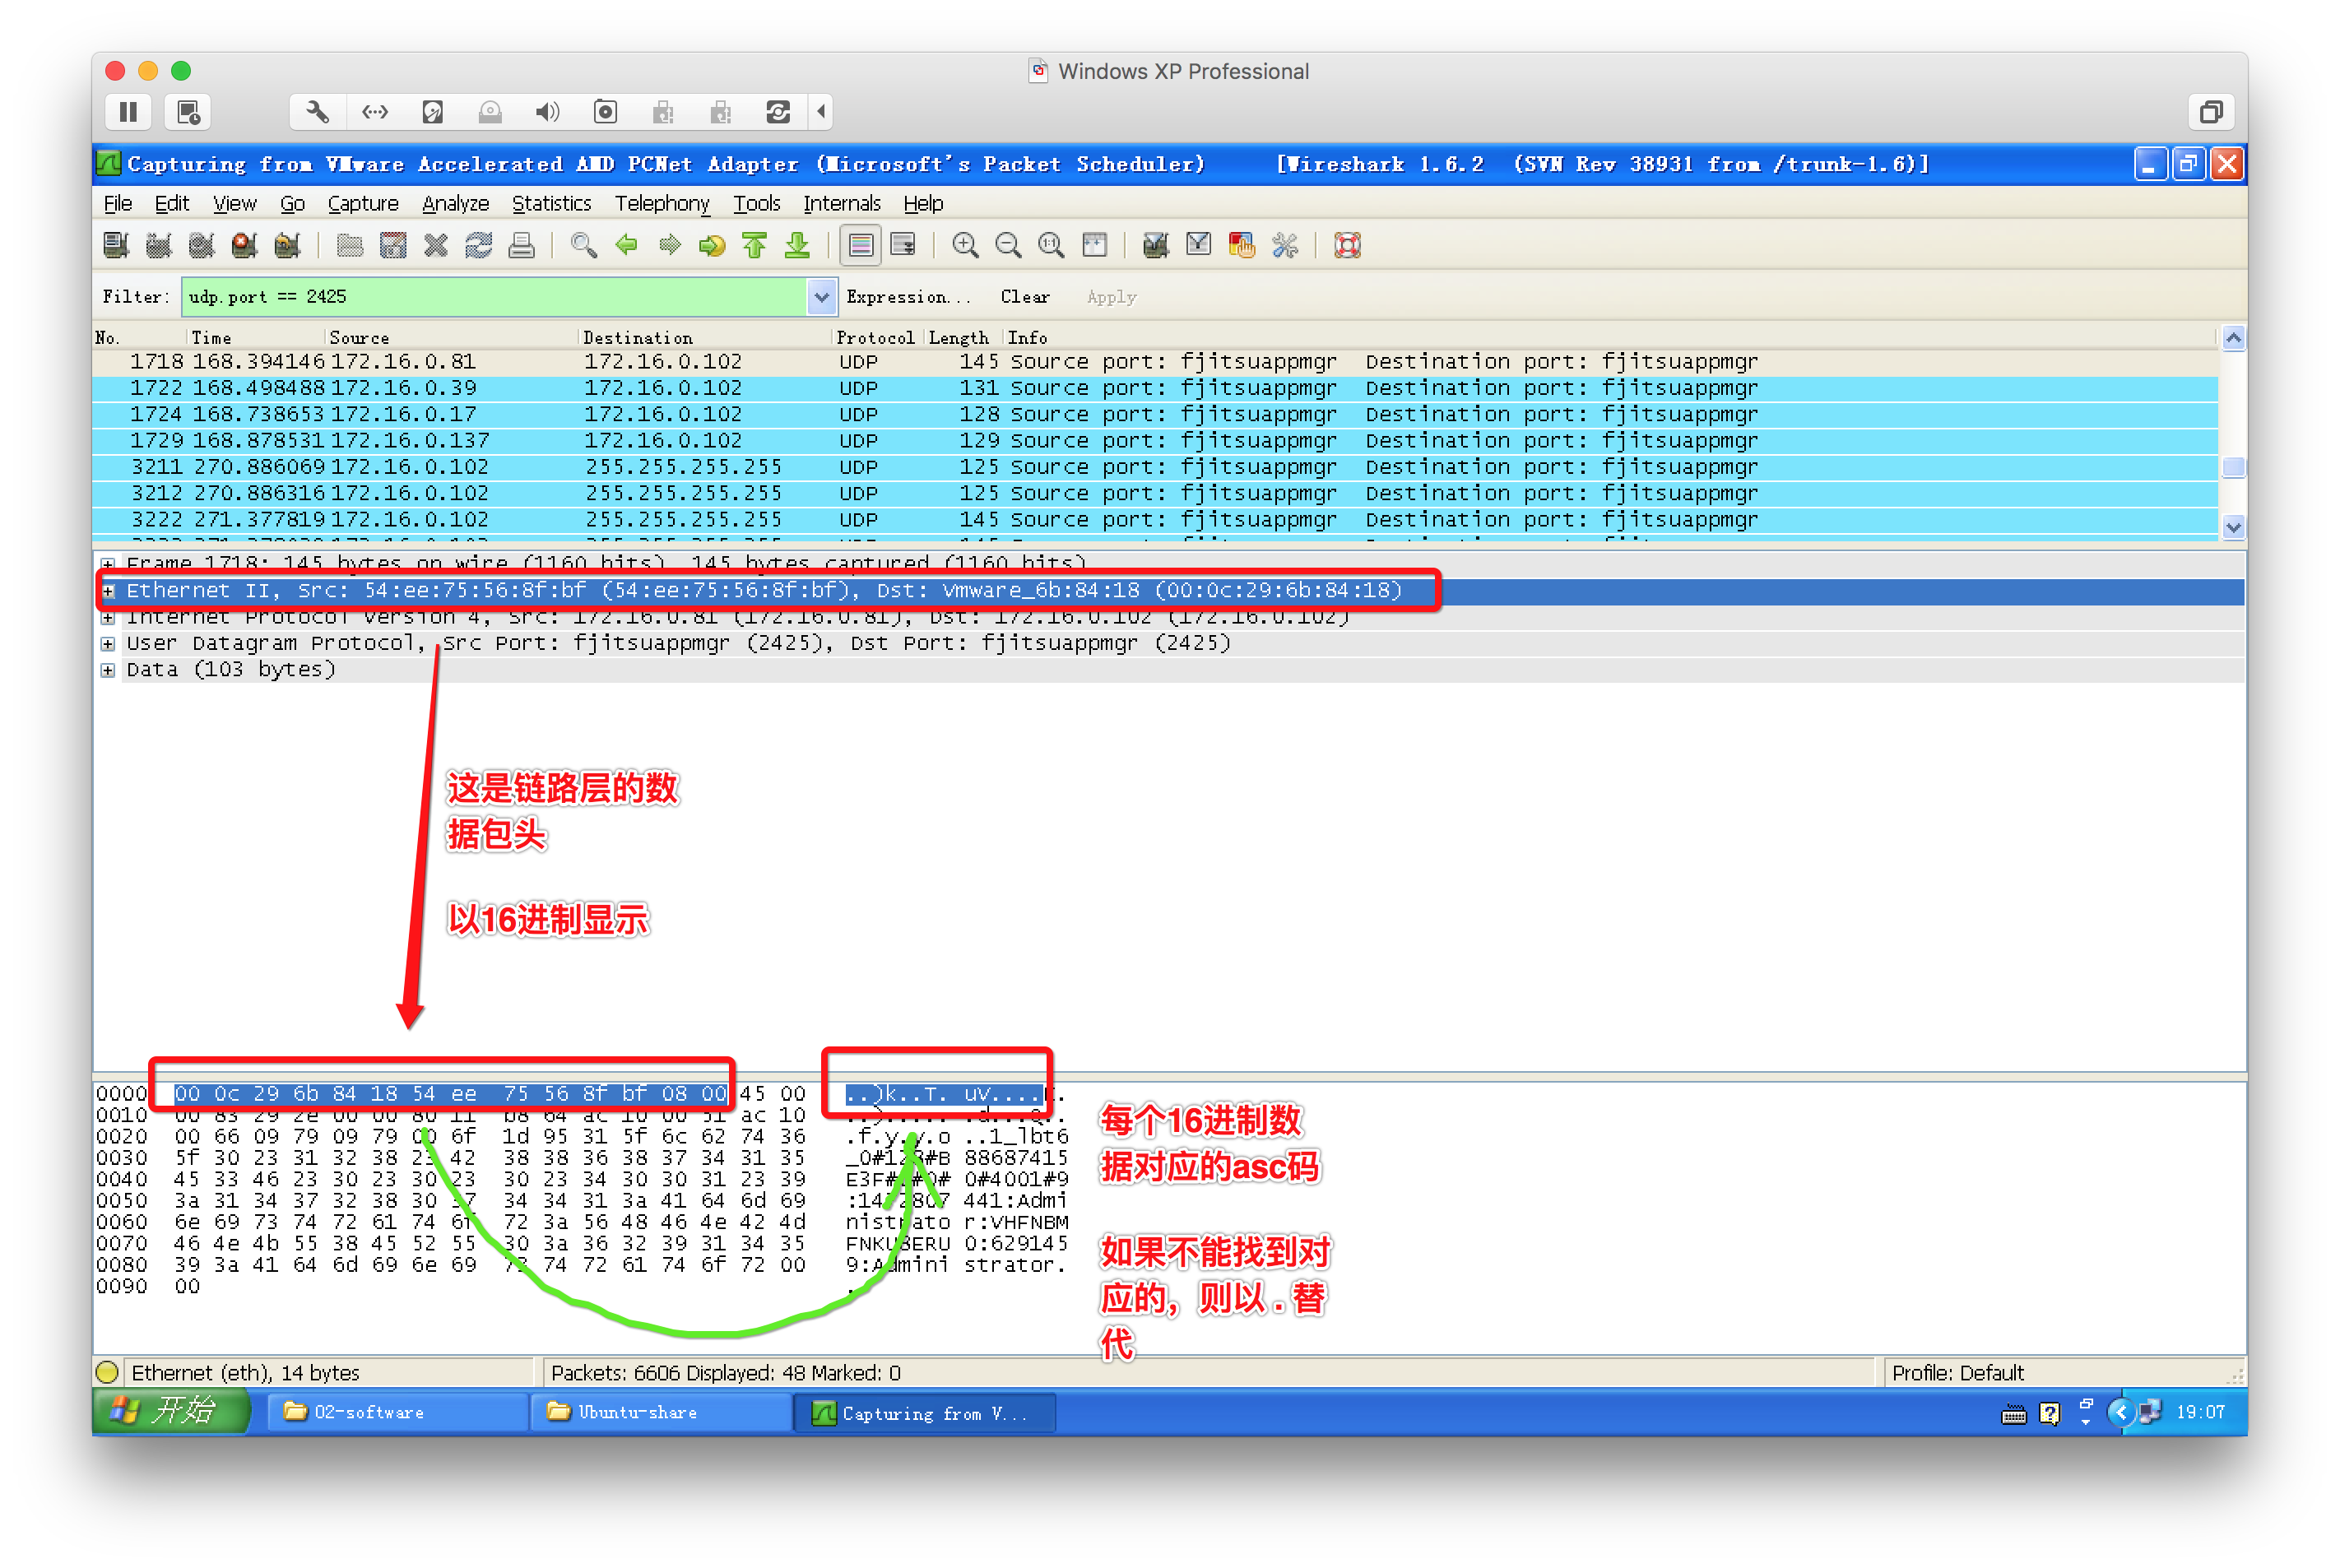 Windows XP Professional
Capturing from VMware Accelerated AMD PCNet Adapter (Microsoft's Packet Scheduler) [Wireshark 1.6.2 (SVN Rev 38931 from /trunk-1.6)]
File Edit View Go Capture Analyze Statistics Telephony Tools Internals Help
Filter: udp.port == 2425 Expression... Clear Apply
No. Time Source Destination Protocol Length Info
1718 168.394146 172.16.0.81 172.16.0.102 UDP 145 Source port: fjitsuappmgr Destination port: fjitsuappmgr
1722 168.498488 172.16.0.39 172.16.0.102 UDP 131 Source port: fjitsuappmgr Destination port: fjitsuappmgr
1724 168.738653 172.16.0.17 172.16.0.102 UDP 128 Source port: fjitsuappmgr Destination port: fjitsuappmgr
1729 168.878531 172.16.0.137 172.16.0.102 UDP 129 Source port: fjitsuappmgr Destination port: fjitsuappmgr
3211 270.886069 172.16.0.102 255.255.255.255 UDP 125 Source port: fjitsuappmgr Destination port: fjitsuappmgr
3212 270.886316 172.16.0.102 255.255.255.255 UDP 125 Source port: fjitsuappmgr Destination port: fjitsuappmgr
3222 271.377819 172.16.0.102 255.255.255.255 UDP 145 Source port: fjitsuappmgr Destination port: fjitsuappmgr
Frame 1718: 145 bytes on wire (1160 bits), 145 bytes captured (1160 bits)
Ethernet II, Src: 54:ee:75:56:8f:bf (54:ee:75:56:8f:bf), Dst: Vmware_6b:84:18 (00:0c:29:6b:84:18)
Internet Protocol Version 4, Src: 172.16.0.81 (172.16.0.81), Dst: 172.16.0.102 (172.16.0.102)
User Datagram Protocol, Src Port: fjitsuappmgr (2425), Dst Port: fjitsuappmgr (2425)
Data (103 bytes)
这是链路层的数
据包头
以16进制显示
0000 00 0c 29 6b 84 18 54 ee 75 56 8f bf 08 00 45 00 ..)k..T. uV....E.
0010 00 83 29 2e 00 00 80 11 b8 64 ac 10 00 51 ac 10 ..)..... .d...Q..
0020 00 66 09 79 09 79 00 6f 1d 95 31 5f 6c 62 74 36 .f.y.y.o ..1_lbt6
0030 5f 30 23 31 32 38 23 42 38 38 36 38 37 34 31 35 _0#128#B 88687415
0040 45 33 46 23 30 23 30 23 30 23 34 30 30 31 23 39 E3F#0#0# 0#4001#9
0050 3a 31 34 37 32 38 30 37 34 34 31 3a 41 64 6d 69 :1472807 441:Admi
0060 6e 69 73 74 72 61 74 6f 72 3a 56 48 46 4e 42 4d nistrato r:VHFNBM
0070 46 4e 4b 55 38 45 52 55 30 3a 36 32 39 31 34 35 FNKU8ERU 0:629145
0080 39 3a 41 64 6d 69 6e 69 73 74 72 61 74 6f 72 00 9:Admini strator.
0090 00 .
每个16进制数
据对应的asc码
如果不能找到对
应的，则以 . 替
代
Ethernet (eth), 14 bytes Packets: 6606 Displayed: 48 Marked: 0 Profile: Default
开始 02-software Ubuntu-share Capturing from V... 19:07